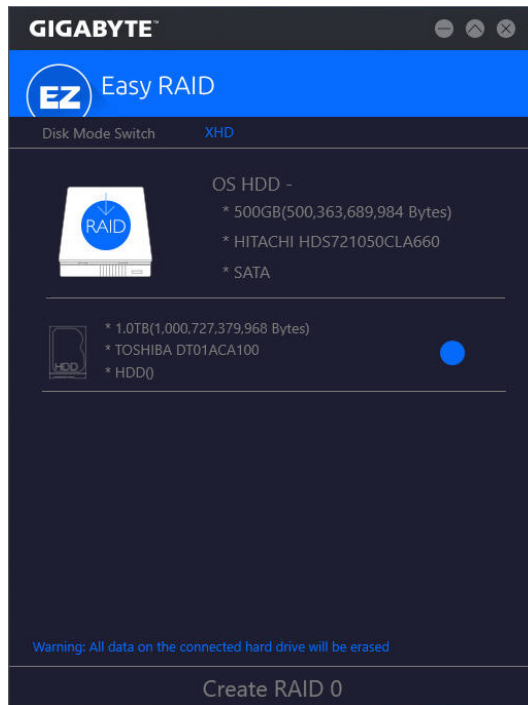 GIGABYTE™
EZ Easy RAID
Disk Mode Switch XHD
OS HDD -
* 500GB(500,363,689,984 Bytes)
RAID
* HITACHI HDS721050CLA660
* SATA
* 1.0TB(1,000,727,379,968 Bytes)
* TOSHIBA DT01ACA100
HDD
* HDD()
Warning: All data on the connected hard drive will be erased
Create RAID 0